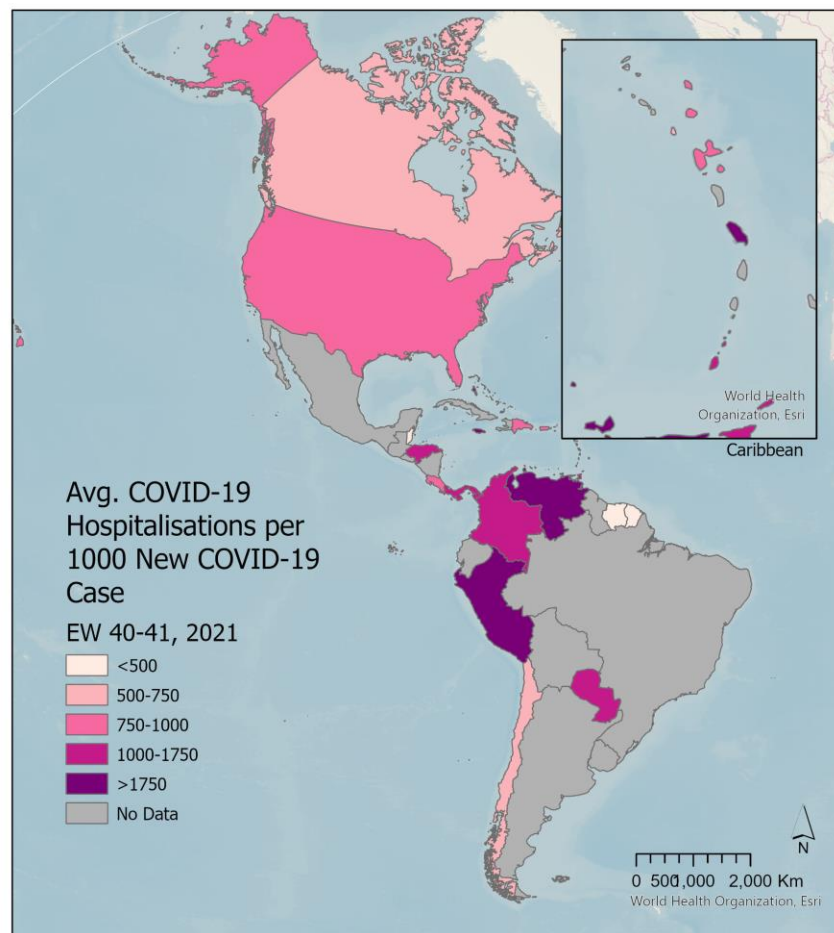 World Health
Organization, Esri
Caribbean
Avg. COVID-19
Hospitalisations per
1000 New COVID-19
Case
EW 40-41, 2021
<500
500-750
750-1000
1000-1750
>1750
No Data
N
0 500 1,000 2,000 Km
World Health Organization, Esri